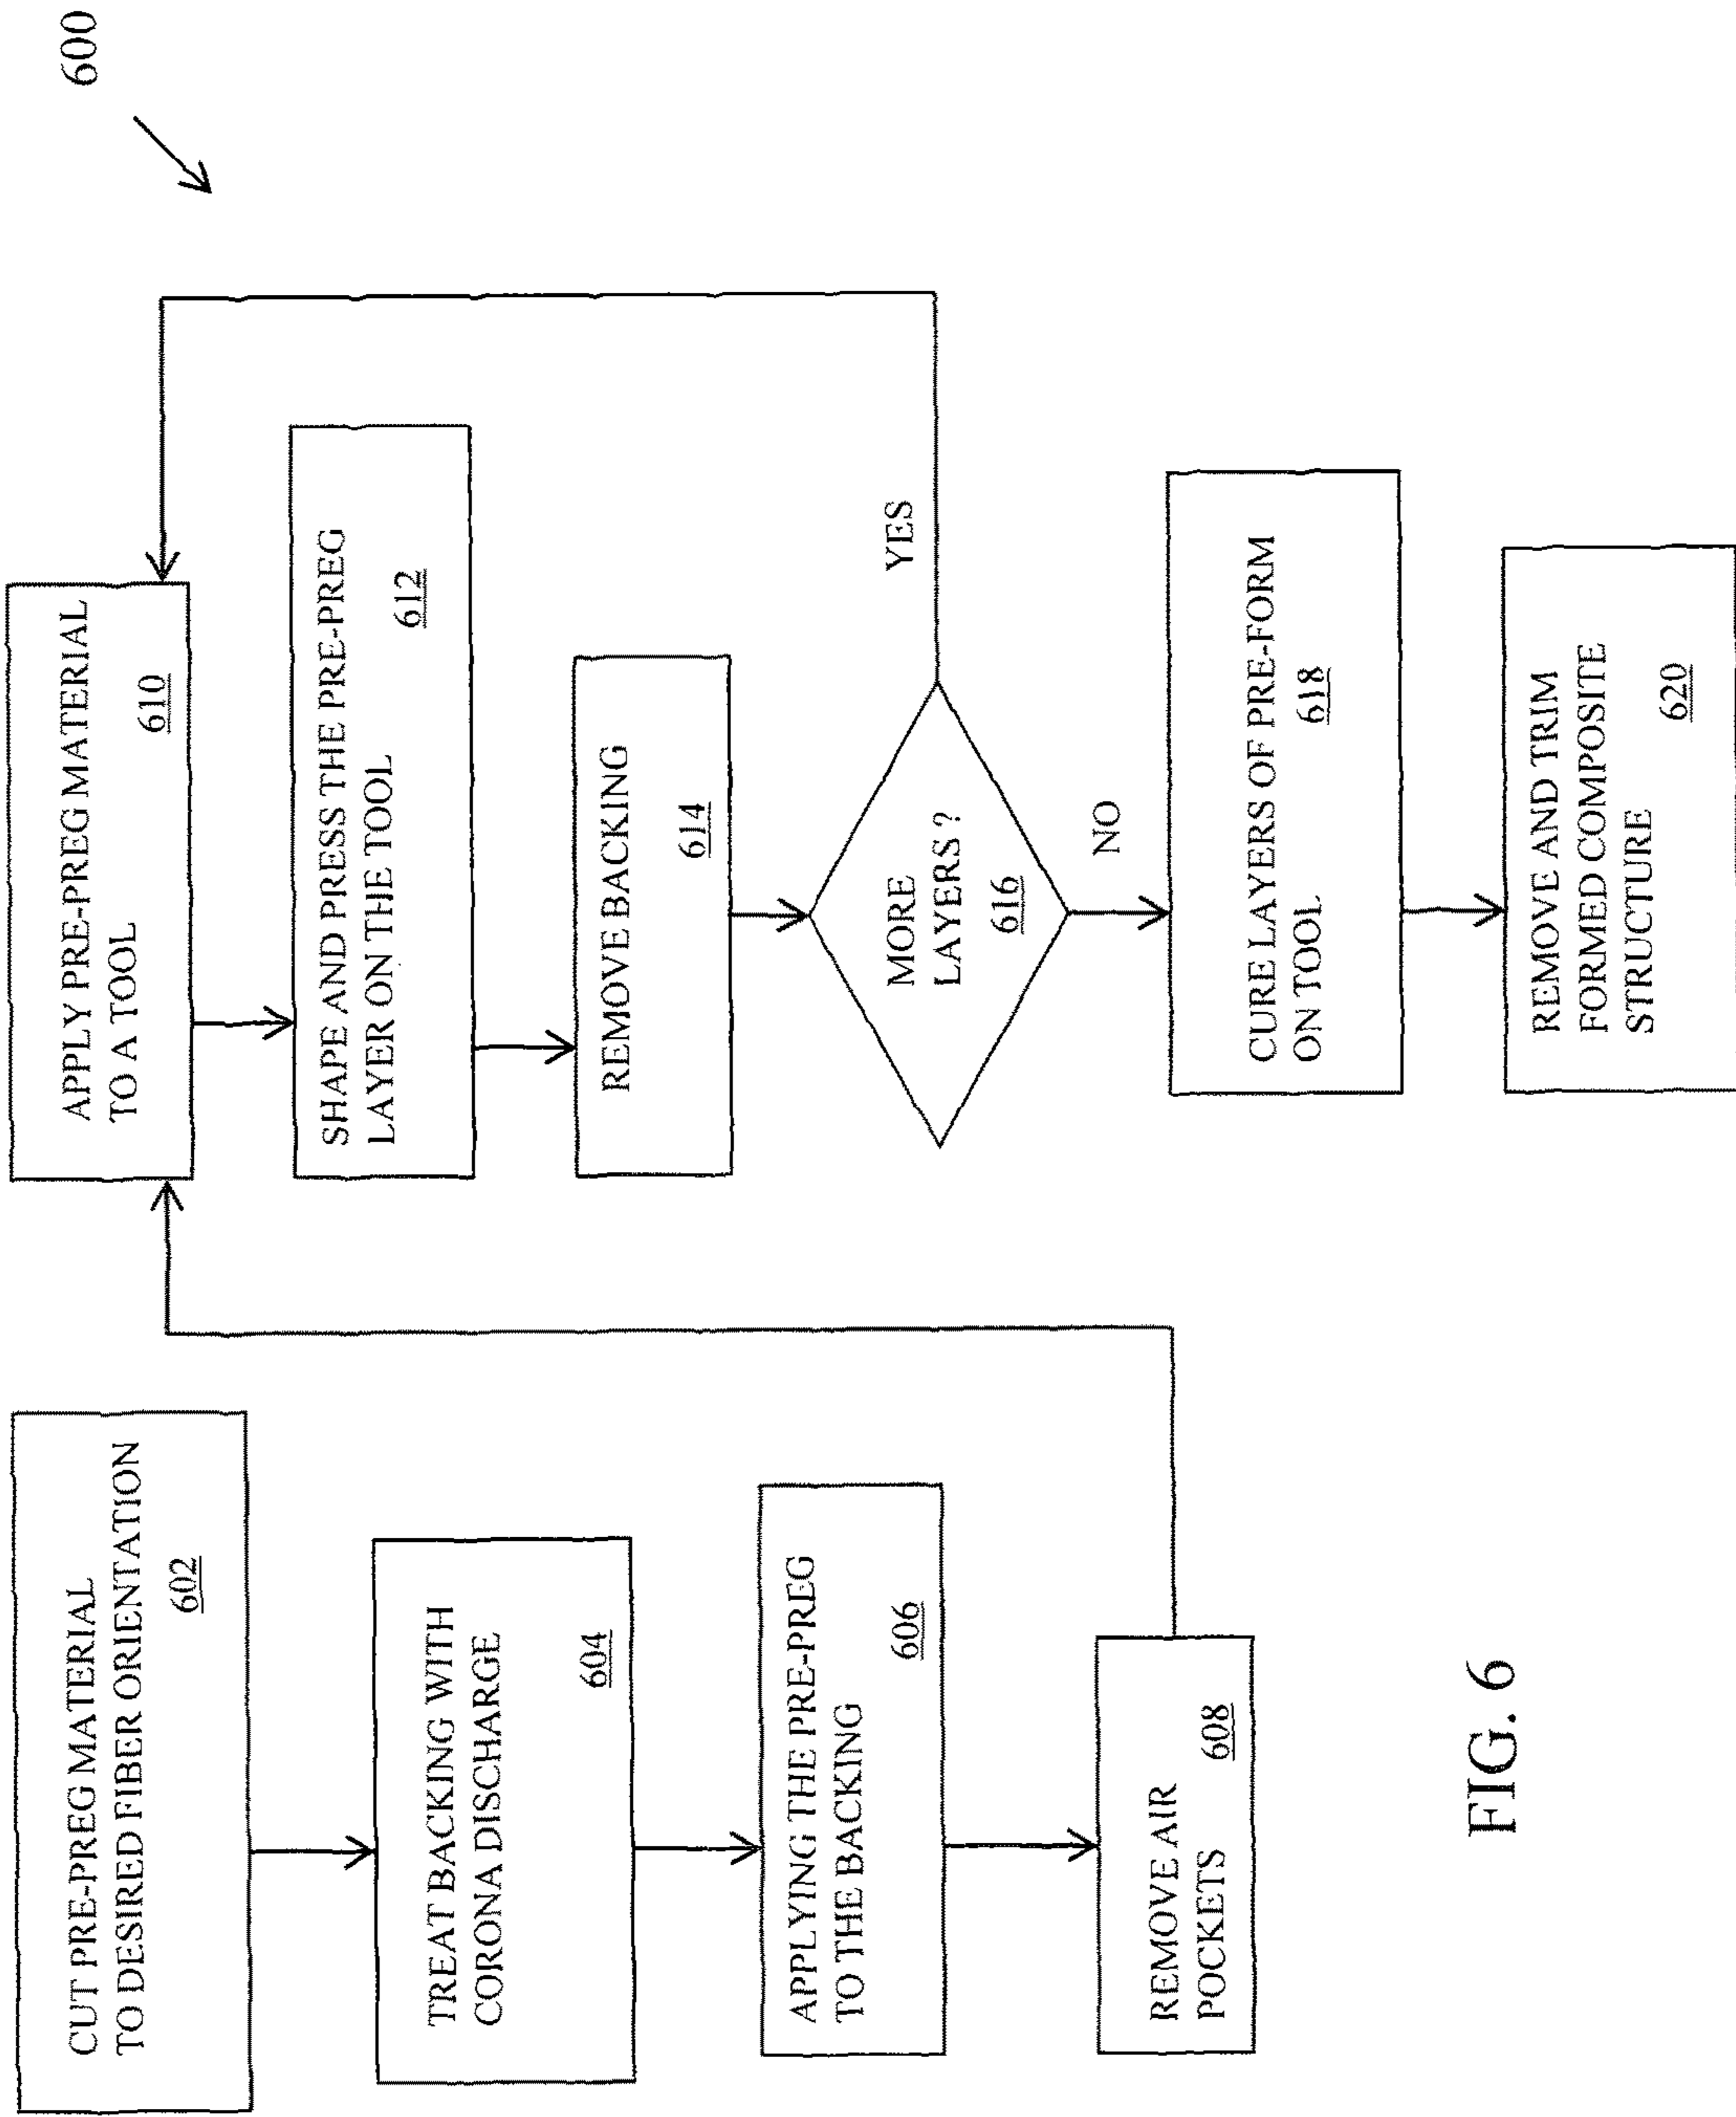 600
CUT PRE-PREG MATERIAL
TO DESIRED FIBER ORIENTATION
602
TREAT BACKING WITH
CORONA DISCHARGE
604
APPLYING THE PRE-PREG
TO THE BACKING
606
REMOVE AIR
POCKETS 608
APPLY PRE-PREG MATERIAL
TO A TOOL
610
SHAPE AND PRESS THE PRE-PREG
LAYER ON THE TOOL
612
REMOVE BACKING
614
MORE
LAYERS?
616
YES
NO
CURE LAYERS OF PRE-FORM
ON TOOL
618
REMOVE AND TRIM
FORMED COMPOSITE
STRUCTURE
620
FIG. 6